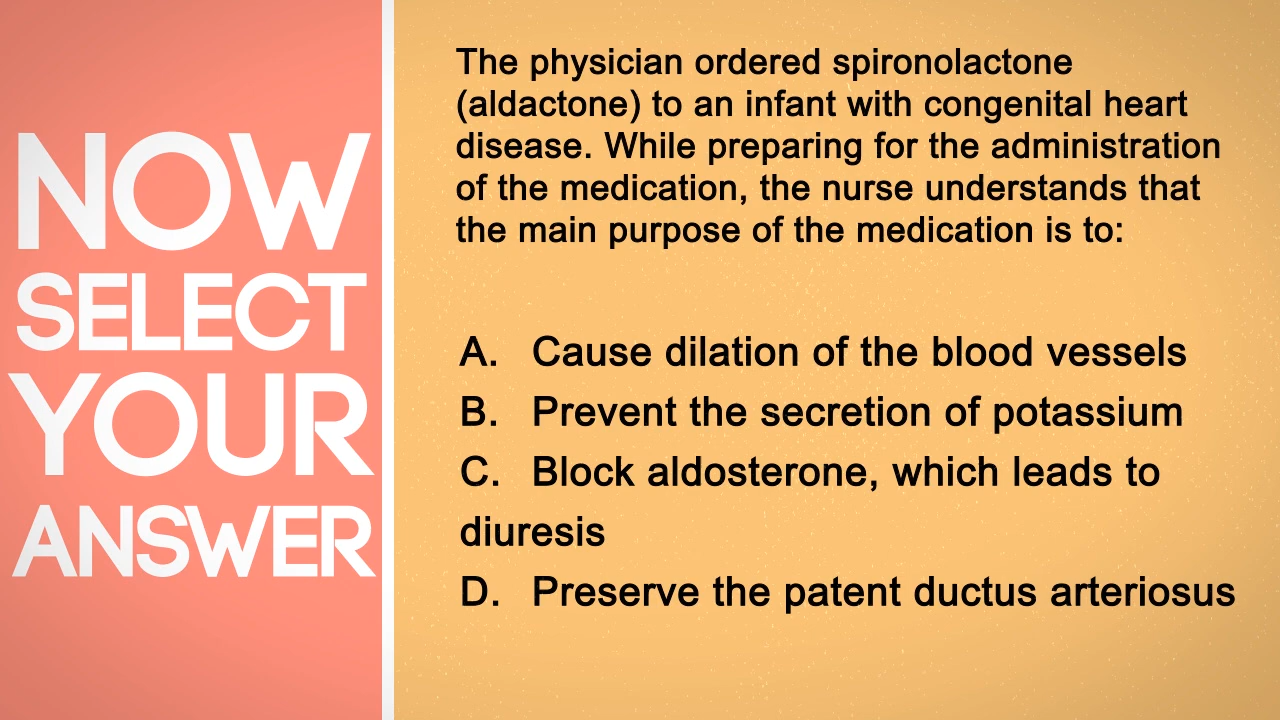 NOW
SELECT
YOUR
ANSWER
The physician ordered spironolactone
(aldactone) to an infant with congenital heart
disease. While preparing for the administration
of the medication, the nurse understands that
the main purpose of the medication is to:
A. Cause dilation of the blood vessels
B. Prevent the secretion of potassium
C. Block aldosterone, which leads to
diuresis
D. Preserve the patent ductus arteriosus